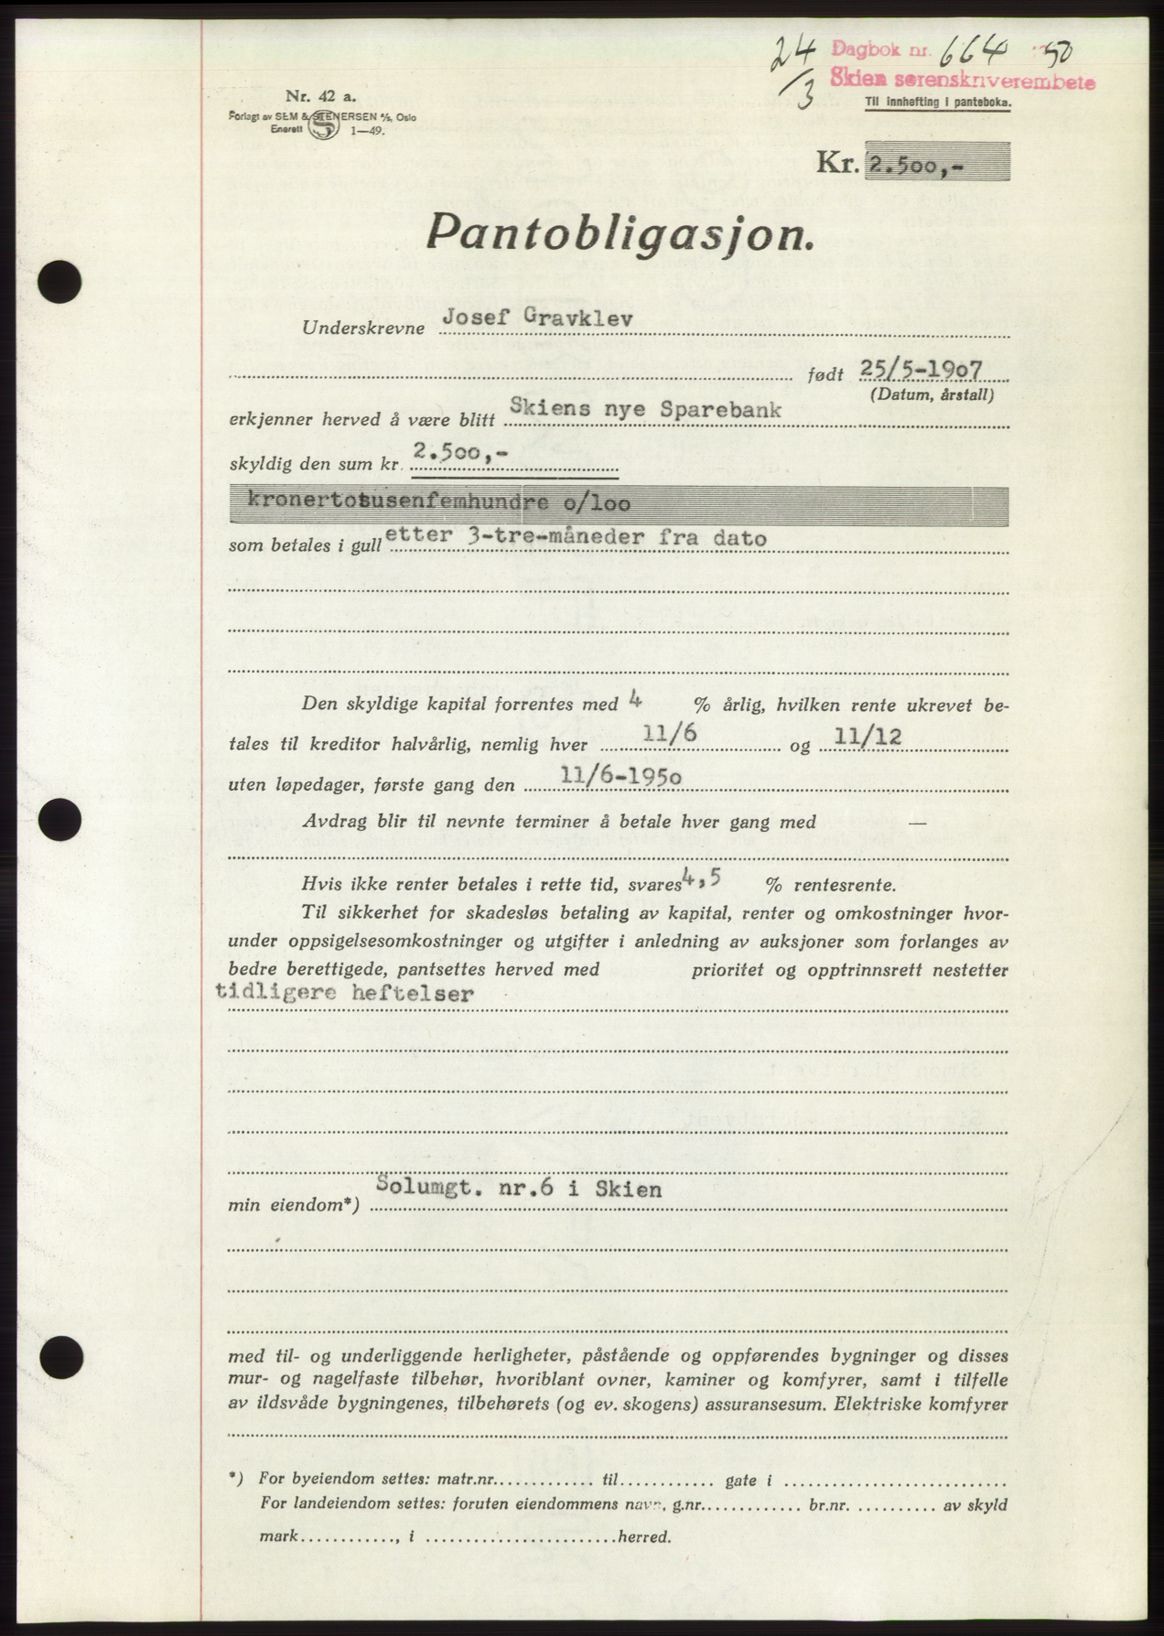 24/3 Dagbok nr. 664 50
Skien sorenskriverembete
Til innhefting i panteboka.
Nr. 42 a.
Forlagt av SEM & STENERSEN A/S, Oslo
Enerett 1—49.
Kr. 2.500,-
Pantobligasjon.
Underskrevne Josef Gravklev
født 25/5-1907
(Datum, årstall)
erkjenner herved å være blitt Skiens nye Sparebank
skyldig den sum kr. 2.500,-
kronertotusenfemhundre o/loo
som betales i gull etter 3-tre-måneder fra dato
Den skyldige kapital forrentes med 4 % årlig, hvilken rente ukrevet be-
tales til kreditor halvårlig, nemlig hver 11/6 og 11/12
uten løpedager, første gang den 11/6-1950
Avdrag blir til nevnte terminer å betale hver gang med —
Hvis ikke renter betales i rette tid, svares 4,5 % rentesrente.
Til sikkerhet for skadesløs betaling av kapital, renter og omkostninger hvor-
under oppsigelsesomkostninger og utgifter i anledning av auksjoner som forlanges av
bedre berettigede, pantsettes herved med prioritet og opptrinnsrett nestetter
tidligere heftelser
min eiendom*) Solumgt. nr.6 i Skien
med til- og underliggende herligheter, påstående og oppførendes bygninger og disses
mur- og nagelfaste tilbehør, hvoriblant ovner, kaminer og komfyrer, samt i tilfelle
av ildsvåde bygningenes, tilbehørets (og ev. skogens) assuransesum. Elektriske komfyrer
*) For byeiendom settes: matr.nr............. til............ gate i ............................
For landeiendom settes: foruten eiendommens navn, g.nr............. br.nr. .......... av skyld
mark............, i ........................herred.